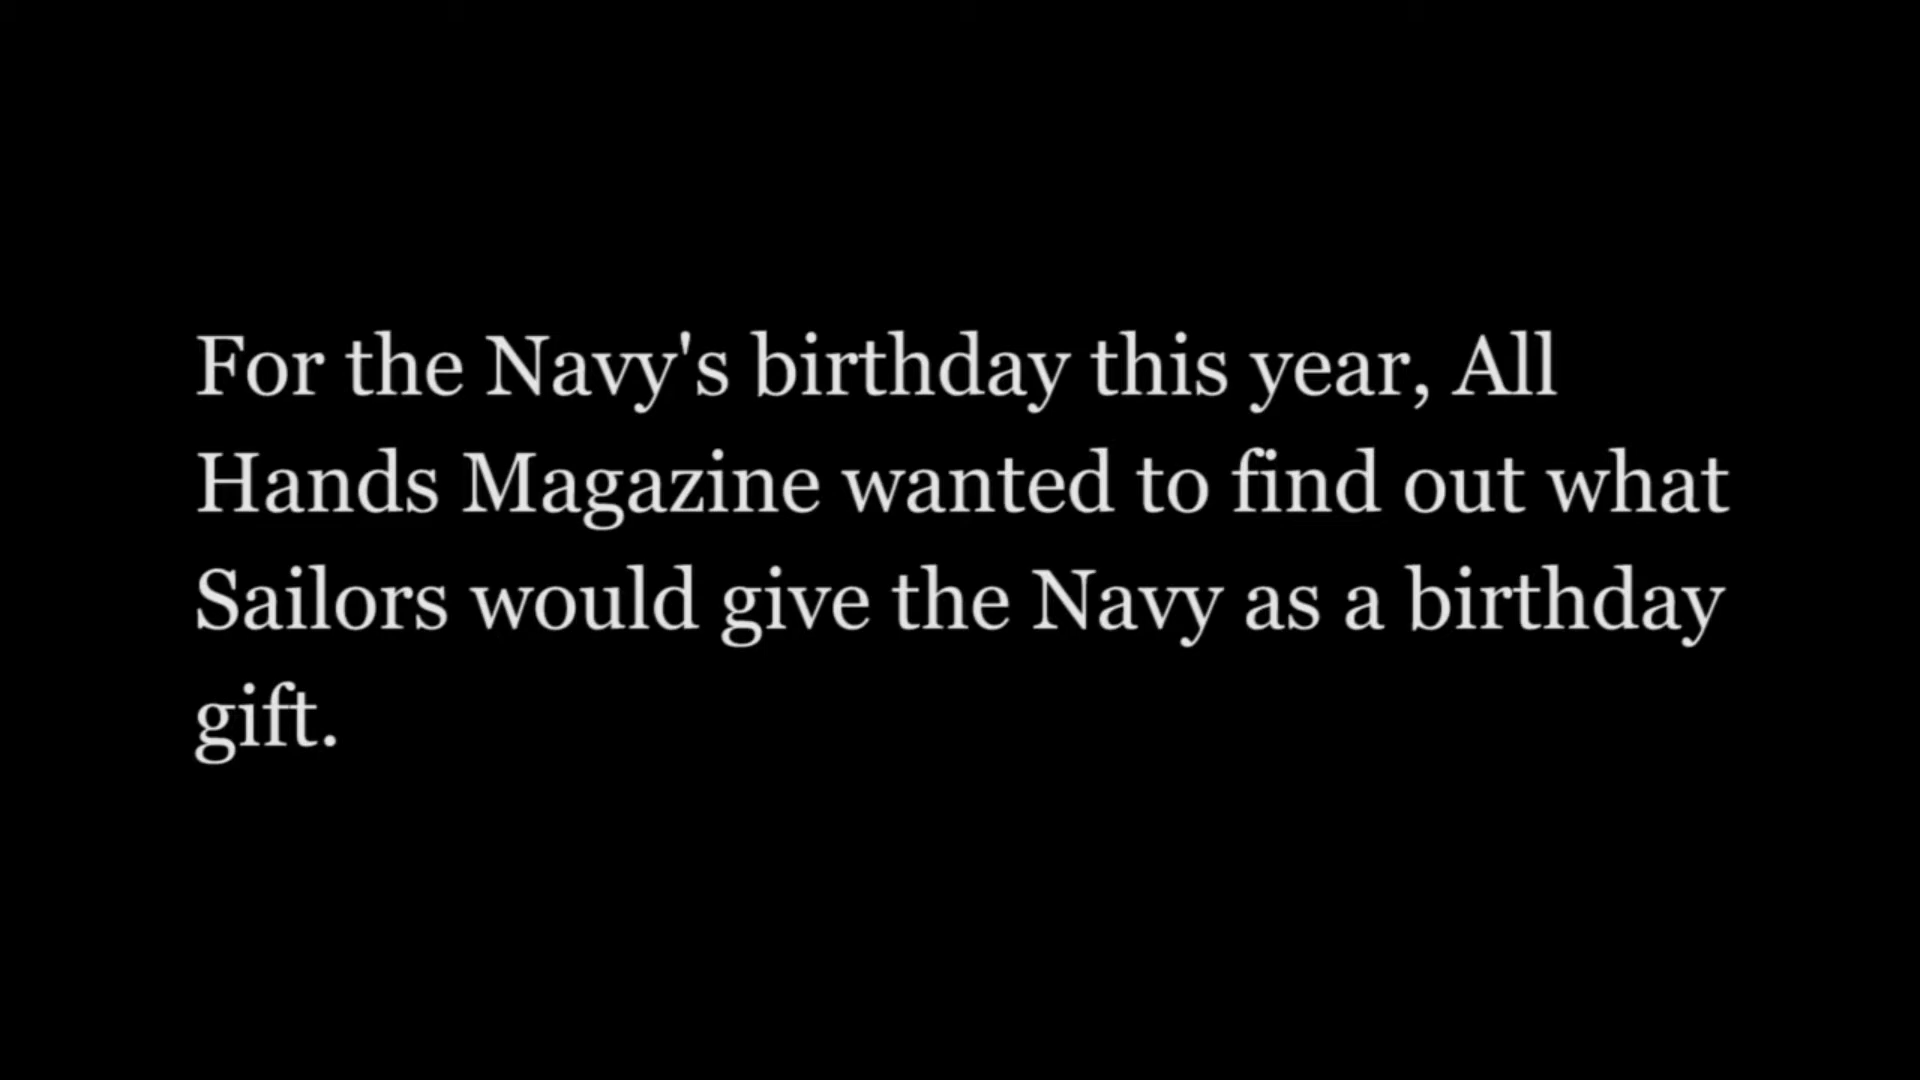 For the Navy's birthday this year, All
Hands Magazine wanted to find out what
Sailors would give the Navy as a birthday
gift.